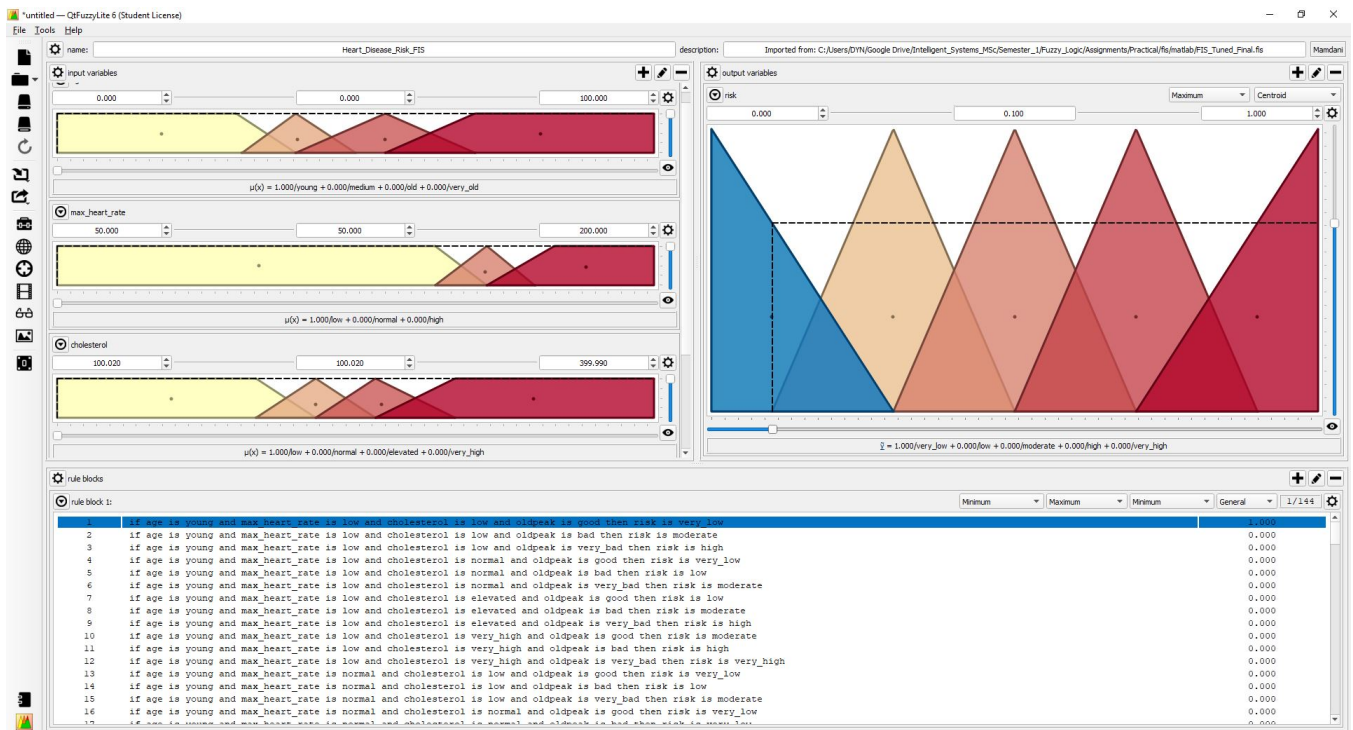 *untitled — QtFuzzyLite 6 (Student License)
File Tools Help
name: Heart_Disease_Risk_FIS description: Imported from: C:/Users/DYN/Google Drive/Intelligent_Systems_MSc/Semester_1/Fuzzy_Logic/Assignments/Practical/fis/matlab/FIS_Tuned_Final.fis Mamdani
input variables
0.000 0.000 100.000
μ(x) = 1.000/young + 0.000/medium + 0.000/old + 0.000/very_old
max_heart_rate
50.000 50.000 200.000
μ(x) = 1.000/low + 0.000/normal + 0.000/high
cholesterol
100.020 100.020 399.990
μ(x) = 1.000/low + 0.000/normal + 0.000/elevated + 0.000/very_high
output variables
risk Maximum Centroid
0.000 0.100 1.000
ỹ = 1.000/very_low + 0.000/low + 0.000/moderate + 0.000/high + 0.000/very_high
rule blocks
rule block 1: Minimum Maximum Minimum General 1/144
1 if age is young and max_heart_rate is low and cholesterol is low and oldpeak is good then risk is very_low 1.000
2 if age is young and max_heart_rate is low and cholesterol is low and oldpeak is bad then risk is moderate 0.000
3 if age is young and max_heart_rate is low and cholesterol is low and oldpeak is very_bad then risk is high 0.000
4 if age is young and max_heart_rate is low and cholesterol is normal and oldpeak is good then risk is very_low 0.000
5 if age is young and max_heart_rate is low and cholesterol is normal and oldpeak is bad then risk is low 0.000
6 if age is young and max_heart_rate is low and cholesterol is normal and oldpeak is very_bad then risk is moderate 0.000
7 if age is young and max_heart_rate is low and cholesterol is elevated and oldpeak is good then risk is low 0.000
8 if age is young and max_heart_rate is low and cholesterol is elevated and oldpeak is bad then risk is moderate 0.000
9 if age is young and max_heart_rate is low and cholesterol is elevated and oldpeak is very_bad then risk is high 0.000
10 if age is young and max_heart_rate is low and cholesterol is very_high and oldpeak is good then risk is moderate 0.000
11 if age is young and max_heart_rate is low and cholesterol is very_high and oldpeak is bad then risk is high 0.000
12 if age is young and max_heart_rate is low and cholesterol is very_high and oldpeak is very_bad then risk is very_high 0.000
13 if age is young and max_heart_rate is normal and cholesterol is low and oldpeak is good then risk is very_low 0.000
14 if age is young and max_heart_rate is normal and cholesterol is low and oldpeak is bad then risk is low 0.000
15 if age is young and max_heart_rate is normal and cholesterol is low and oldpeak is very_bad then risk is moderate 0.000
16 if age is young and max_heart_rate is normal and cholesterol is normal and oldpeak is good then risk is very_low 0.000
17 if age is young and max_heart_rate is normal and cholesterol is normal and oldpeak is bad then risk is very_low 0.000